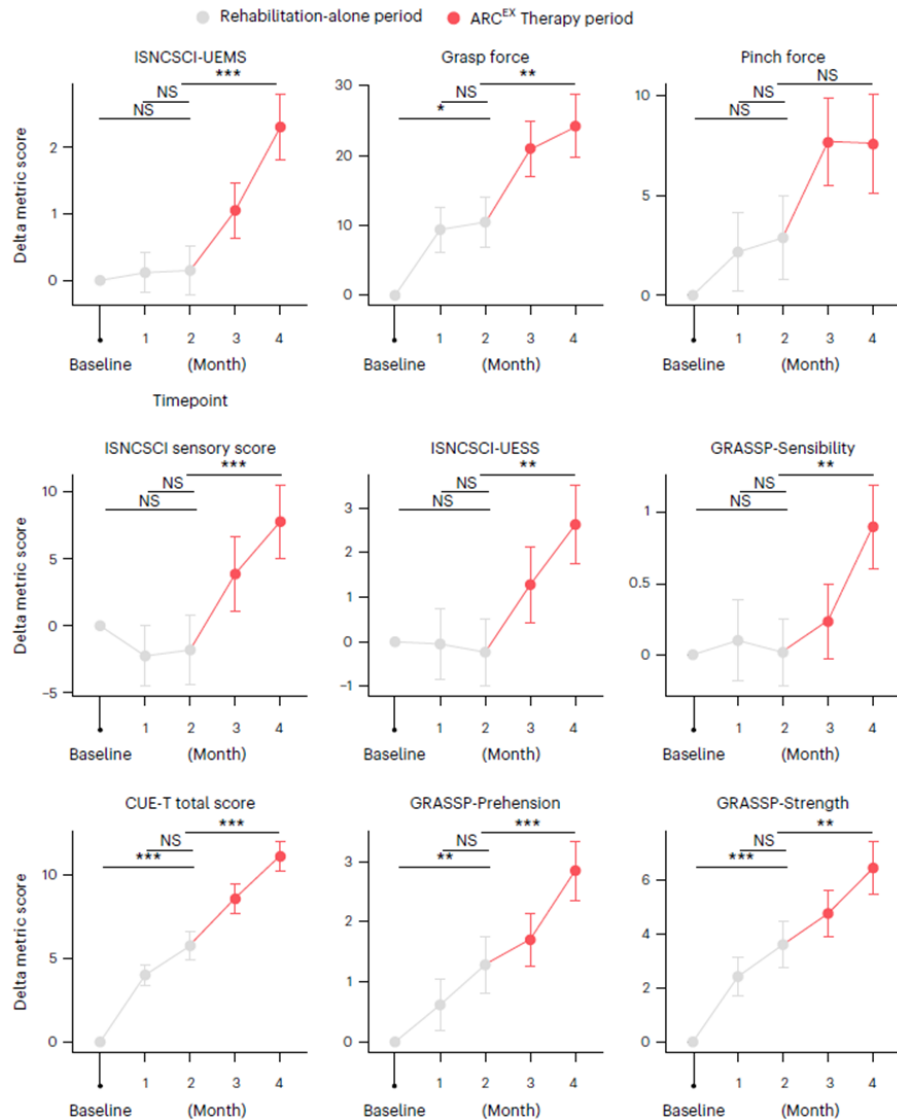 Rehabilitation-alone period ARC^EX Therapy period
ISNCSCI-UEMS Grasp force Pinch force
Delta metric score
*** ** NS
NS NS NS
NS * NS
2
1
0
30
20
10
0
10
5
0
1 2 3 4 1 2 3 4 1 2 3 4
Baseline (Month) Baseline (Month) Baseline (Month)
Timepoint
ISNCSCI sensory score ISNCSCI-UESS GRASSP-Sensibility
Delta metric score
*** ** **
NS NS NS
NS NS NS
10
5
0
−5
3
2
1
0
−1
1
0.5
0
1 2 3 4 1 2 3 4 1 2 3 4
Baseline (Month) Baseline (Month) Baseline (Month)
CUE-T total score GRASSP-Prehension GRASSP-Strength
Delta metric score
*** *** **
NS NS NS
*** ** ***
10
5
0
3
2
1
0
6
4
2
0
1 2 3 4 1 2 3 4 1 2 3 4
Baseline (Month) Baseline (Month) Baseline (Month)